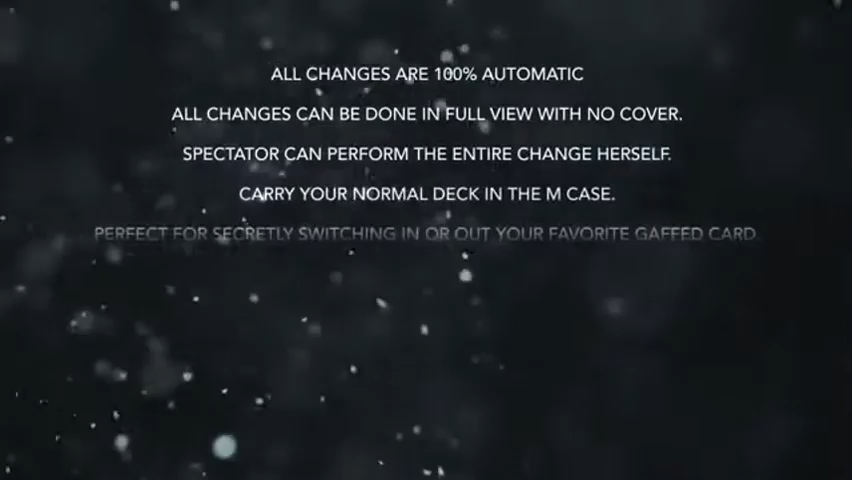 ALL CHANGES ARE 100% AUTOMATIC
ALL CHANGES CAN BE DONE IN FULL VIEW WITH NO COVER.
SPECTATOR CAN PERFORM THE ENTIRE CHANGE HERSELF.
CARRY YOUR NORMAL DECK IN THE M CASE.
PERFECT FOR SECRETLY SWITCHING IN OR OUT YOUR FAVORITE GAFFED CARD